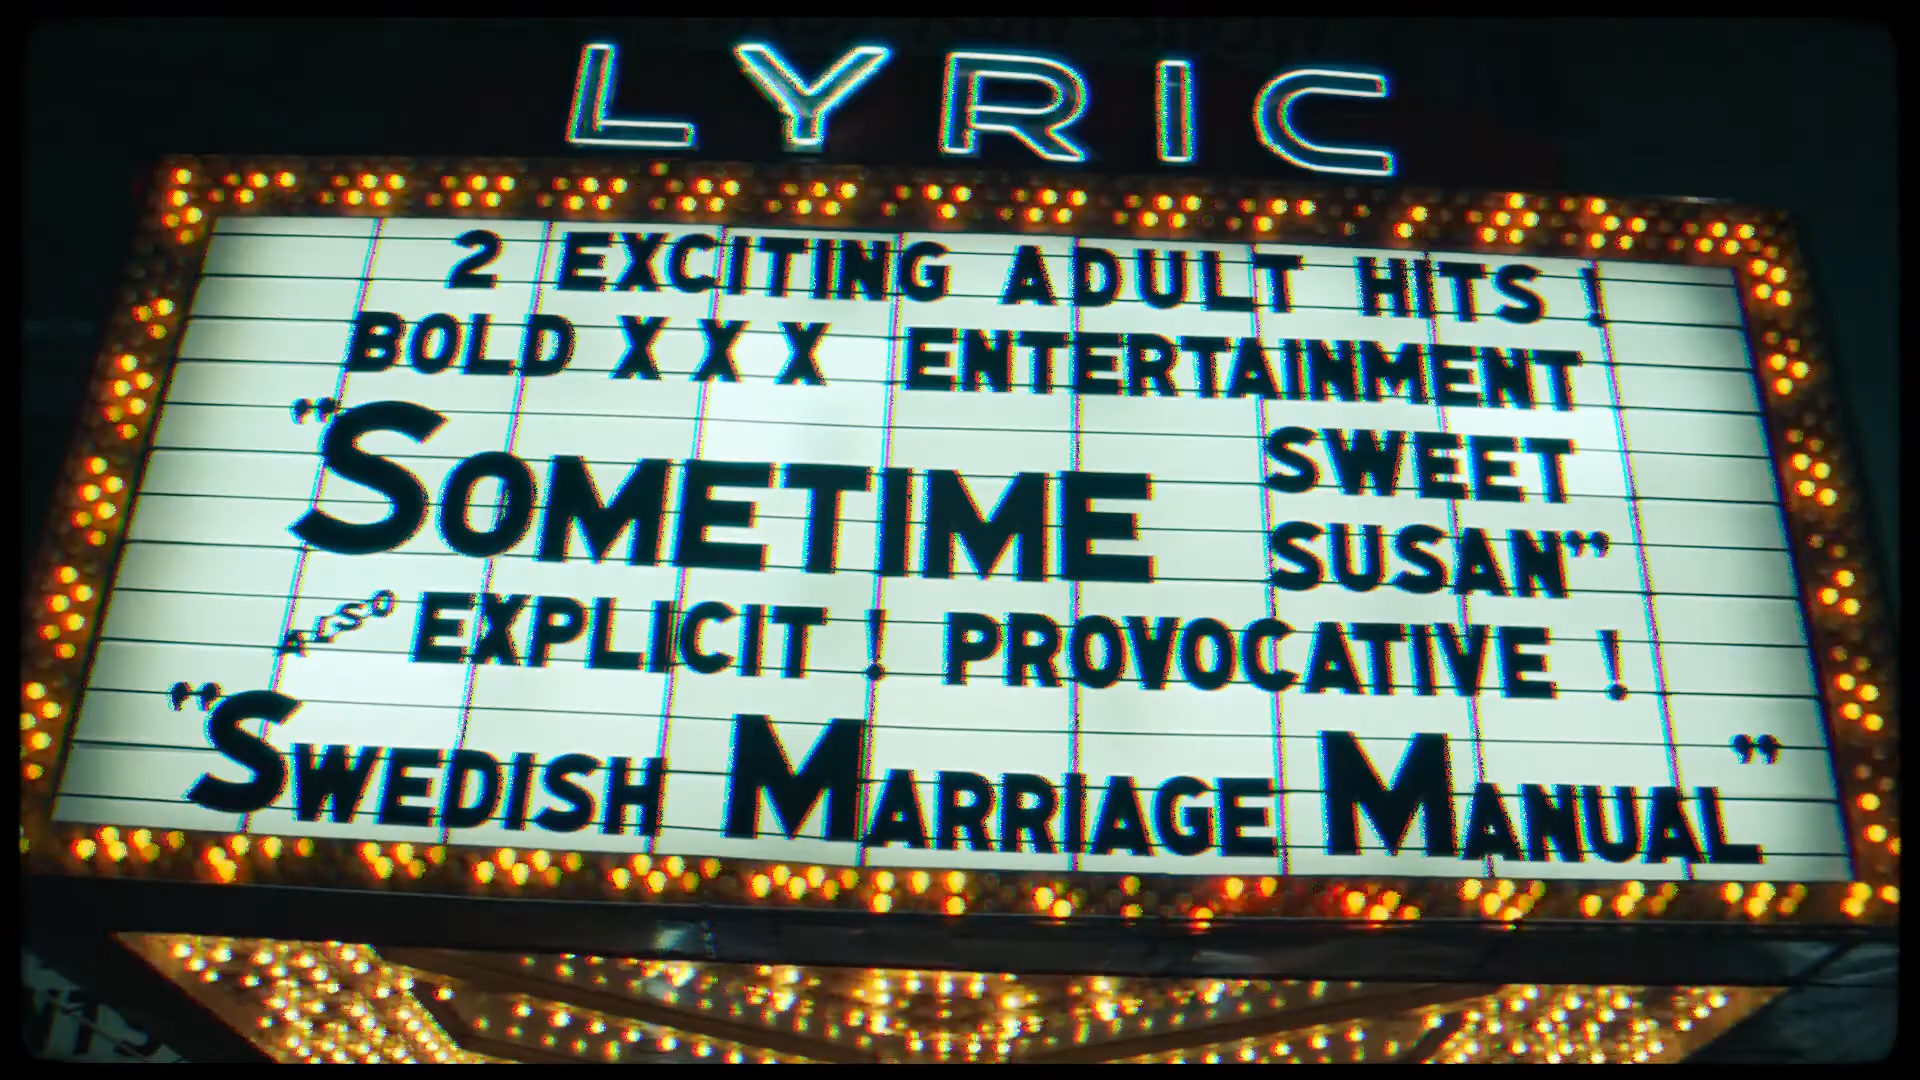 LYRIC
2 EXCITING ADULT HITS !
BOLD X X X ENTERTAINMENT
"SOMETIME SWEET
SUSAN"
ALSO EXPLICIT ! PROVOCATIVE !
"SWEDISH MARRIAGE MANUAL"